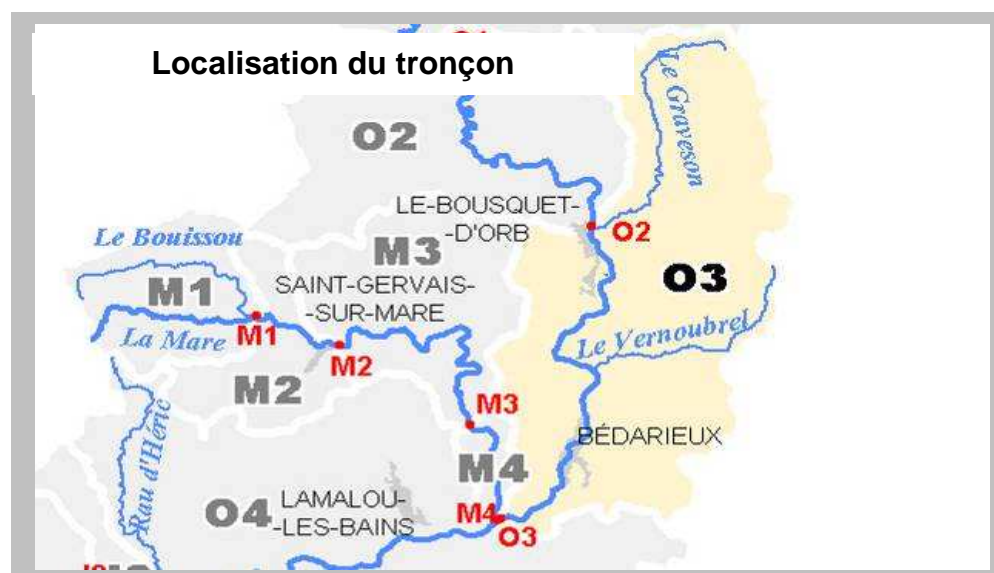 Localisation du tronçon
O2
Le Graveson
LE-BOUSQUET-
-D'ORB
O2
Le Bouissou
M3
O3
M1
SAINT-GERVAIS-
-SUR-MARE
La Mare
M1
M2
Le Vernoubrel
M2
M3
BÉDARIEUX
Rau d'Héric
M4
O4
LAMALOU-
-LES-BAINS
M4
O3